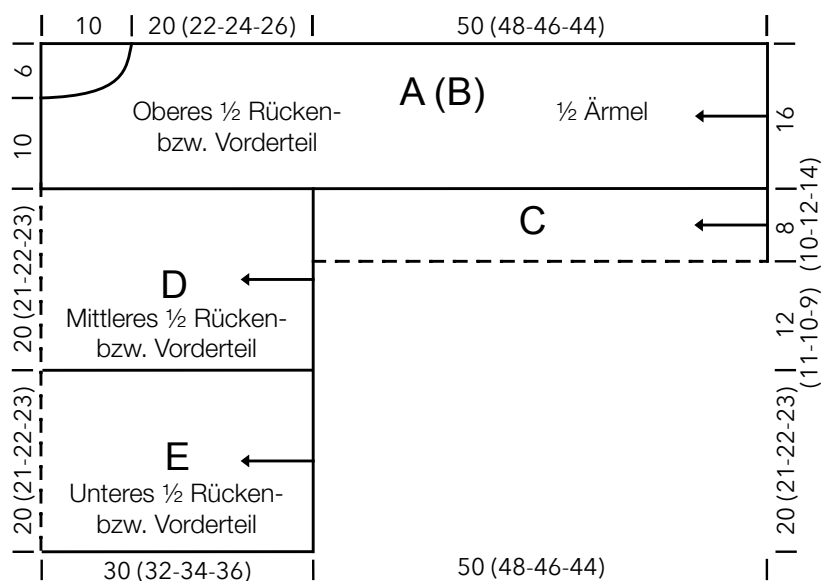 10
20 (22-24-26)
50 (48-46-44)
6
10
20 (21-22-23)
20 (21-22-23)
A (B)
Oberes ½ Rücken-
bzw. Vorderteil
½ Ärmel
16
C
8
(10-12-14)
D
Mittleres ½ Rücken-
bzw. Vorderteil
12
(11-10-9)
E
Unteres ½ Rücken-
bzw. Vorderteil
20 (21-22-23)
30 (32-34-36)
50 (48-46-44)